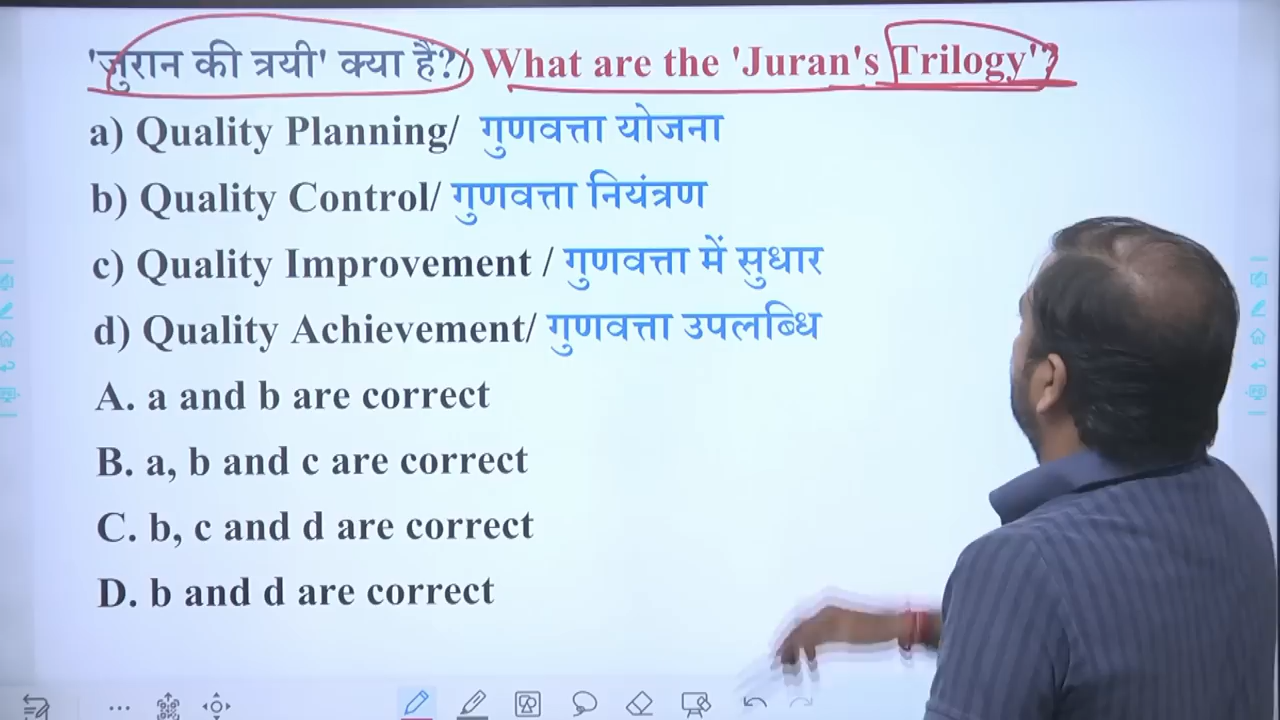 'जुरान की त्रयी' क्या हैं?/ What are the 'Juran's Trilogy'?
a) Quality Planning/ गुणवत्ता योजना
b) Quality Control/ गुणवत्ता नियंत्रण
c) Quality Improvement / गुणवत्ता में सुधार
d) Quality Achievement/ गुणवत्ता उपलब्धि
A. a and b are correct
B. a, b and c are correct
C. b, c and d are correct
D. b and d are correct